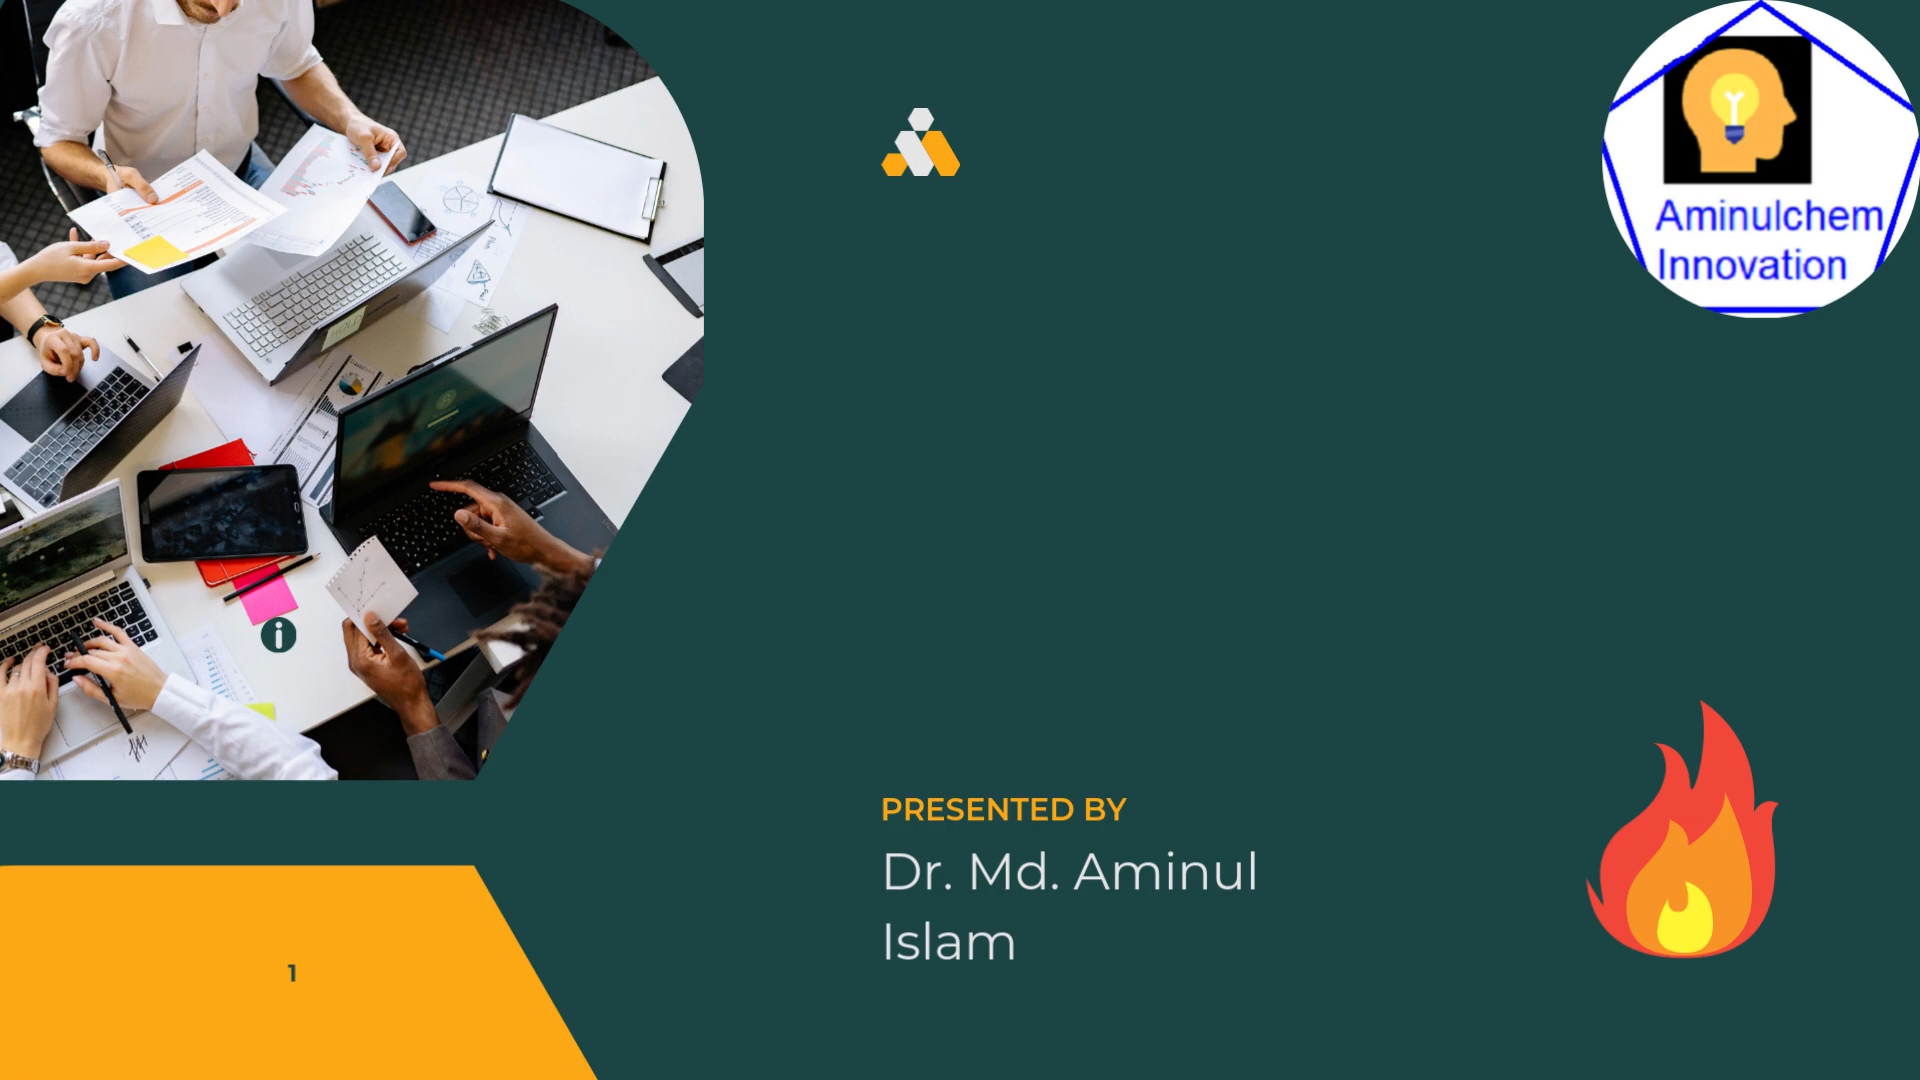 Aminulchem
Innovation
PRESENTED BY
Dr. Md. Aminul
Islam
1